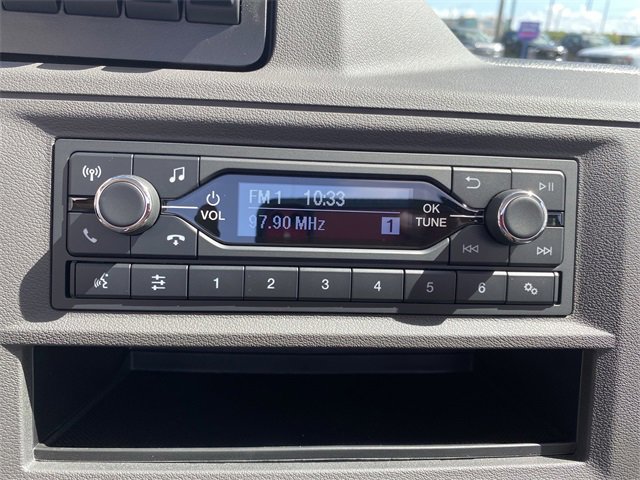 FM 1 10:33
97.90 MHz 1
VOL
OK
TUNE
1 2 3 4 5 6